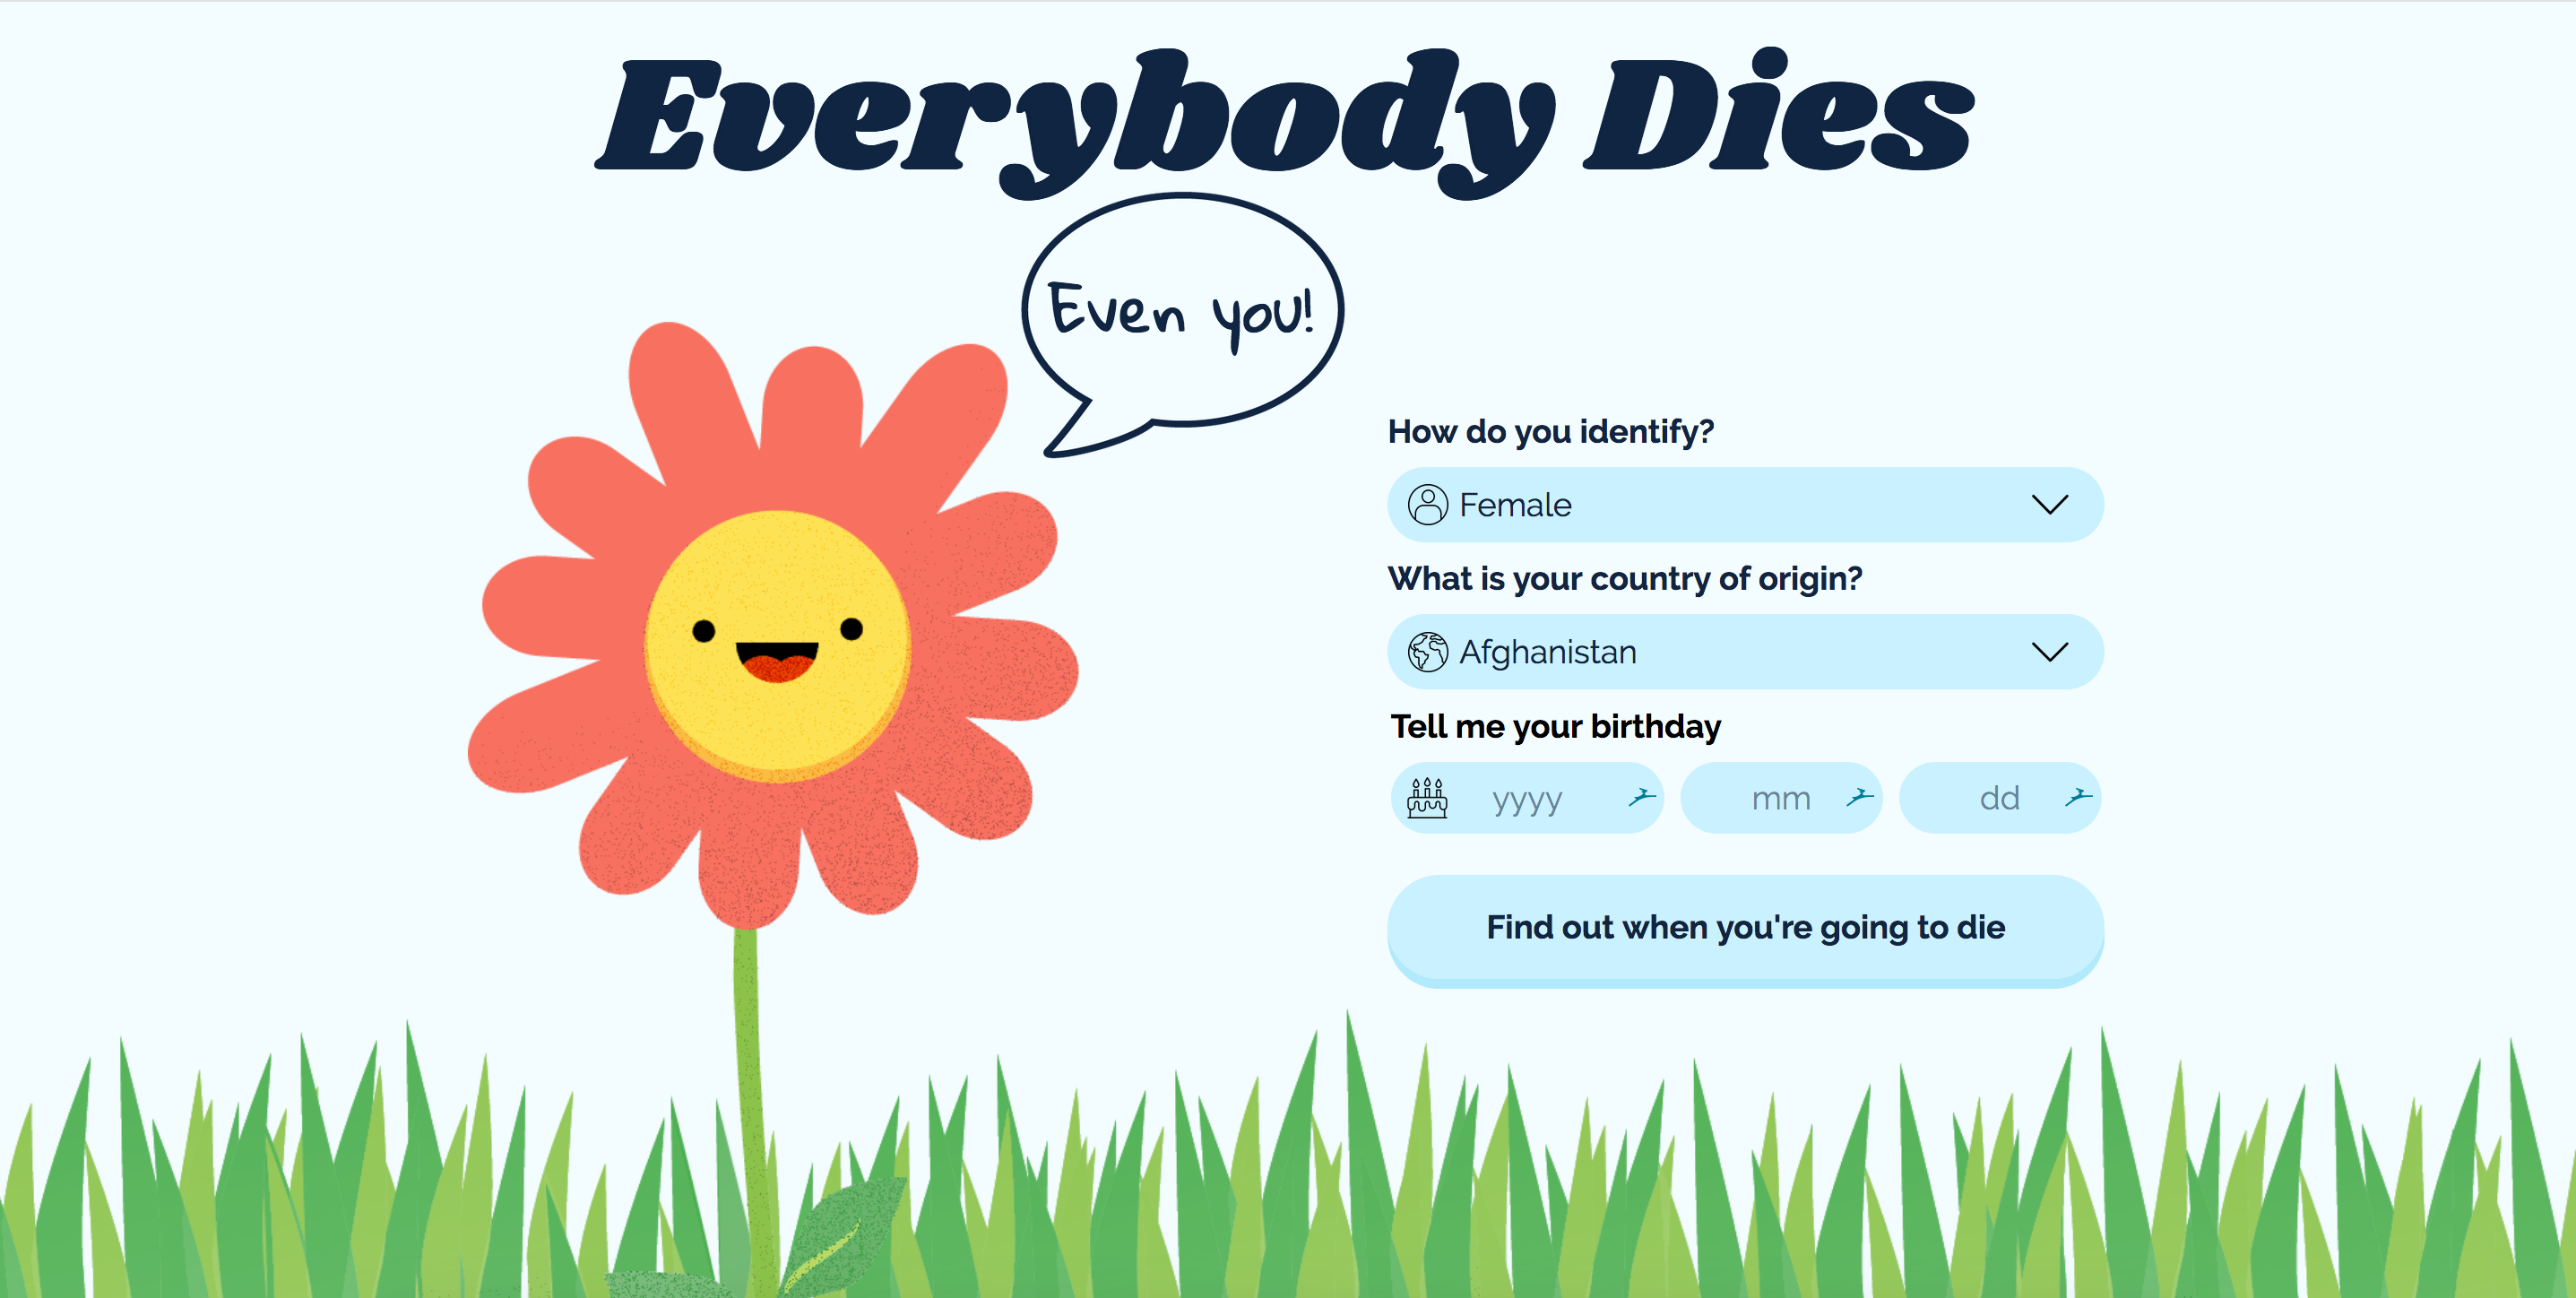 Everybody Dies
Even you!
How do you identify?
Female
What is your country of origin?
Afghanistan
Tell me your birthday
yyyy mm dd
Find out when you're going to die